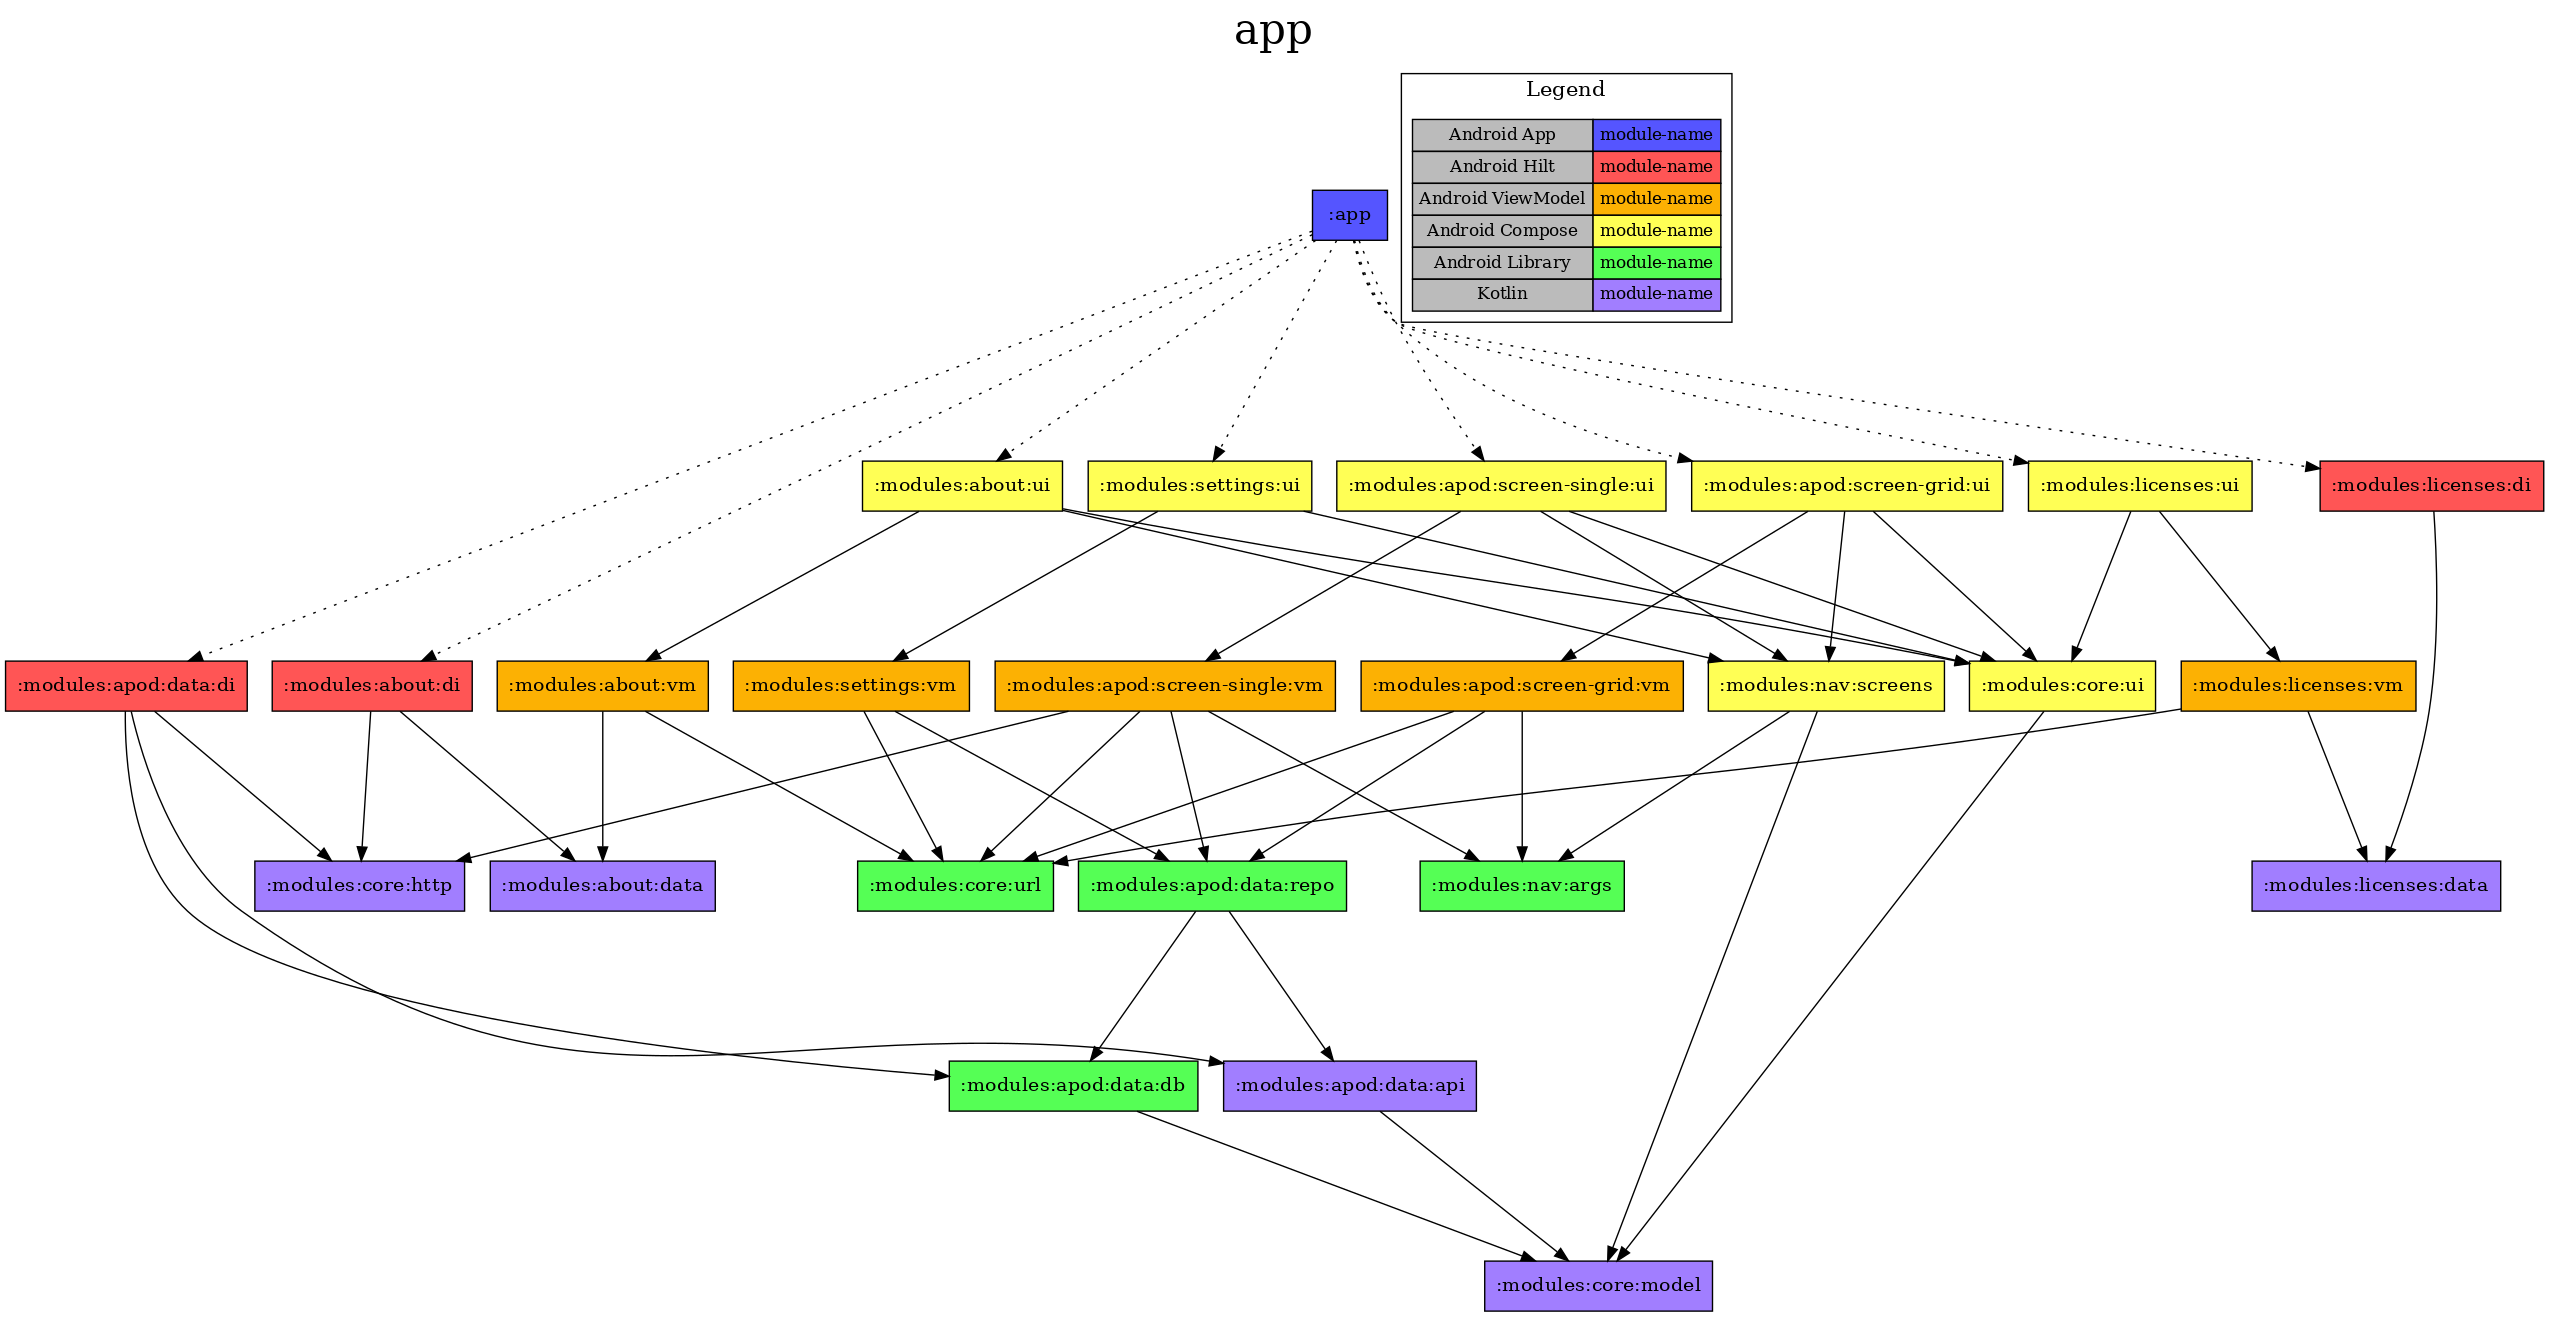 app
Legend
Android App module-name
Android Hilt module-name
Android ViewModel module-name
Android Compose module-name
Android Library module-name
Kotlin module-name
:app
:modules:about:ui
:modules:settings:ui
:modules:apod:screen-single:ui
:modules:apod:screen-grid:ui
:modules:licenses:ui
:modules:licenses:di
:modules:apod:data:di
:modules:about:di
:modules:about:vm
:modules:settings:vm
:modules:apod:screen-single:vm
:modules:apod:screen-grid:vm
:modules:nav:screens
:modules:core:ui
:modules:licenses:vm
:modules:core:http
:modules:about:data
:modules:core:url
:modules:apod:data:repo
:modules:nav:args
:modules:licenses:data
:modules:apod:data:db
:modules:apod:data:api
:modules:core:model